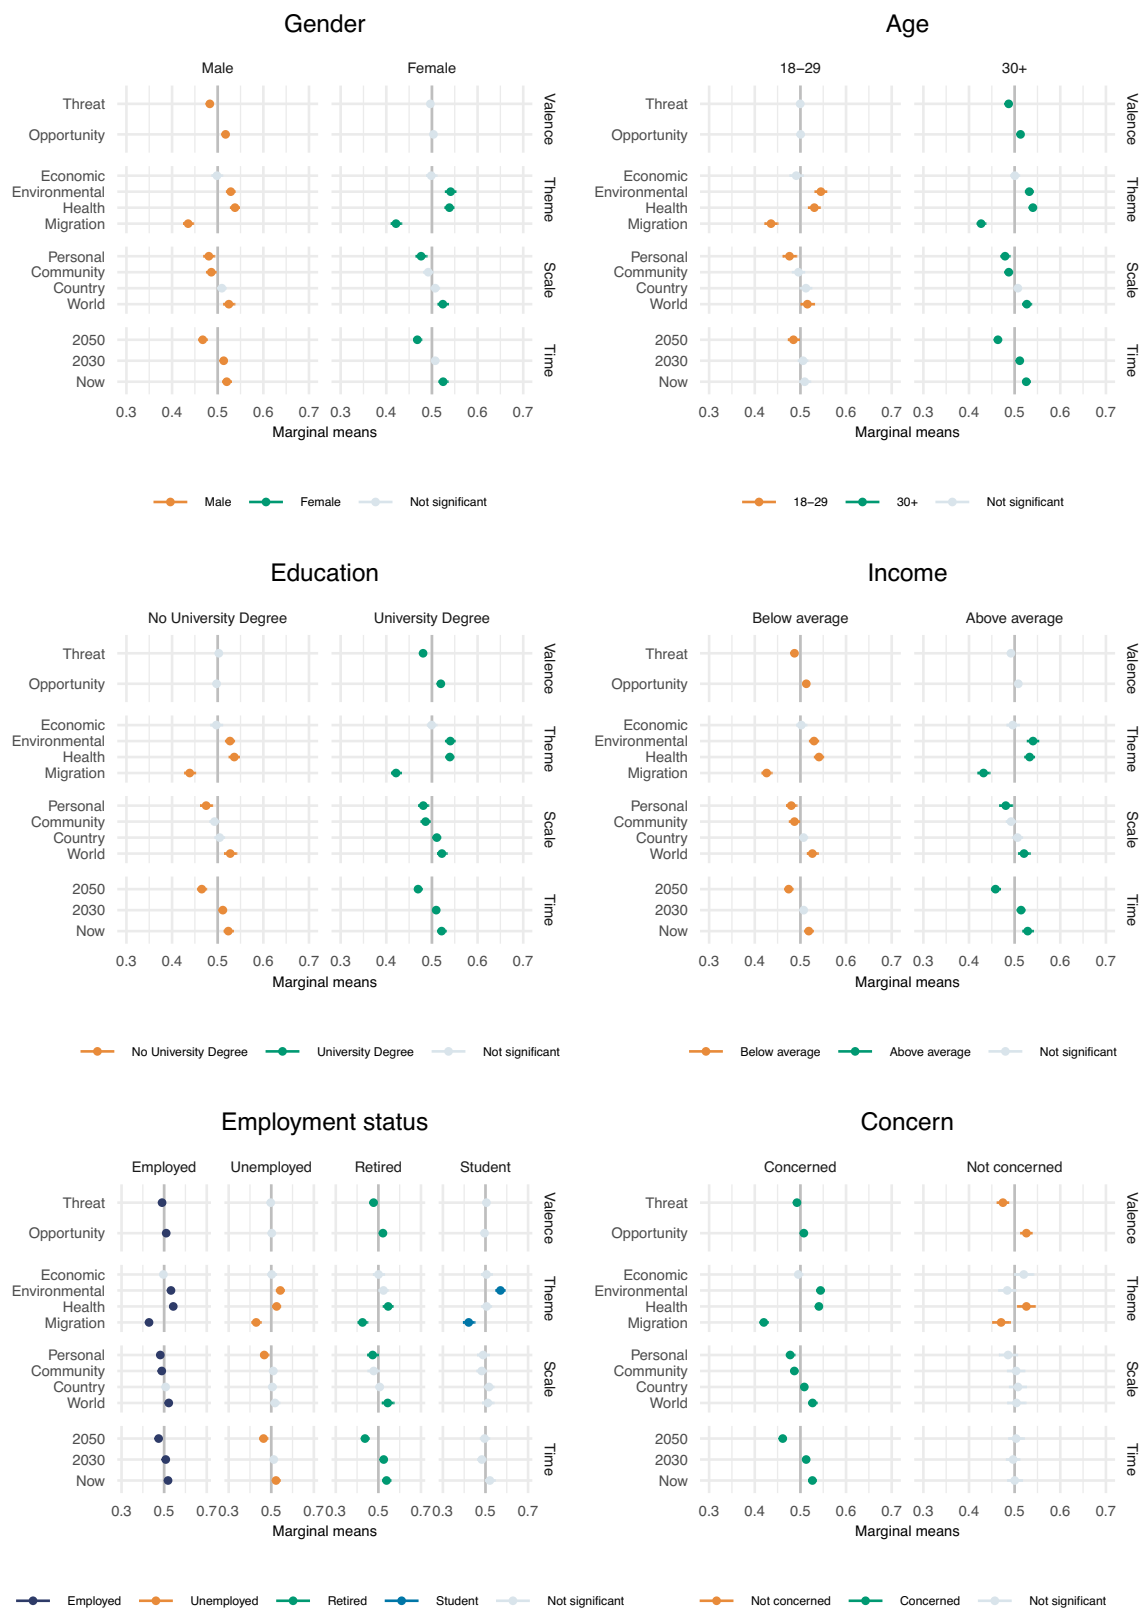 Gender
Male Female
Threat
Opportunity
Valence
Economic
Environmental
Health
Migration
Theme
Personal
Community
Country
World
Scale
2050
2030
Now
Time
0.3 0.4 0.5 0.6 0.7 0.3 0.4 0.5 0.6 0.7
Marginal means
Male Female Not significant
Age
18−29 30+
Threat
Opportunity
Valence
Economic
Environmental
Health
Migration
Theme
Personal
Community
Country
World
Scale
2050
2030
Now
Time
0.3 0.4 0.5 0.6 0.7 0.3 0.4 0.5 0.6 0.7
Marginal means
18−29 30+ Not significant
Education
No University Degree University Degree
Threat
Opportunity
Valence
Economic
Environmental
Health
Migration
Theme
Personal
Community
Country
World
Scale
2050
2030
Now
Time
0.3 0.4 0.5 0.6 0.7 0.3 0.4 0.5 0.6 0.7
Marginal means
No University Degree University Degree Not significant
Income
Below average Above average
Threat
Opportunity
Valence
Economic
Environmental
Health
Migration
Theme
Personal
Community
Country
World
Scale
2050
2030
Now
Time
0.3 0.4 0.5 0.6 0.7 0.3 0.4 0.5 0.6 0.7
Marginal means
Below average Above average Not significant
Employment status
Employed Unemployed Retired Student
Threat
Opportunity
Valence
Economic
Environmental
Health
Migration
Theme
Personal
Community
Country
World
Scale
2050
2030
Now
Time
0.3 0.5 0.7 0.3 0.5 0.7 0.3 0.5 0.7 0.3 0.5 0.7
Marginal means
Employed Unemployed Retired Student Not significant
Concern
Concerned Not concerned
Threat
Opportunity
Valence
Economic
Environmental
Health
Migration
Theme
Personal
Community
Country
World
Scale
2050
2030
Now
Time
0.3 0.4 0.5 0.6 0.7 0.3 0.4 0.5 0.6 0.7
Marginal means
Not concerned Concerned Not significant